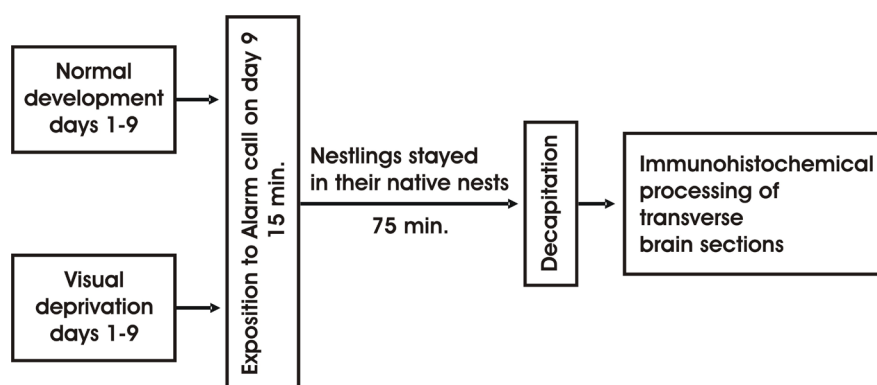 Normal
development
days 1-9
Visual
deprivation
days 1-9
Exposition to Alarm call on day 9
15 min.
Nestlings stayed
in their native nests
75 min.
Decapitation
Immunohistochemical
processing of
transverse
brain sections